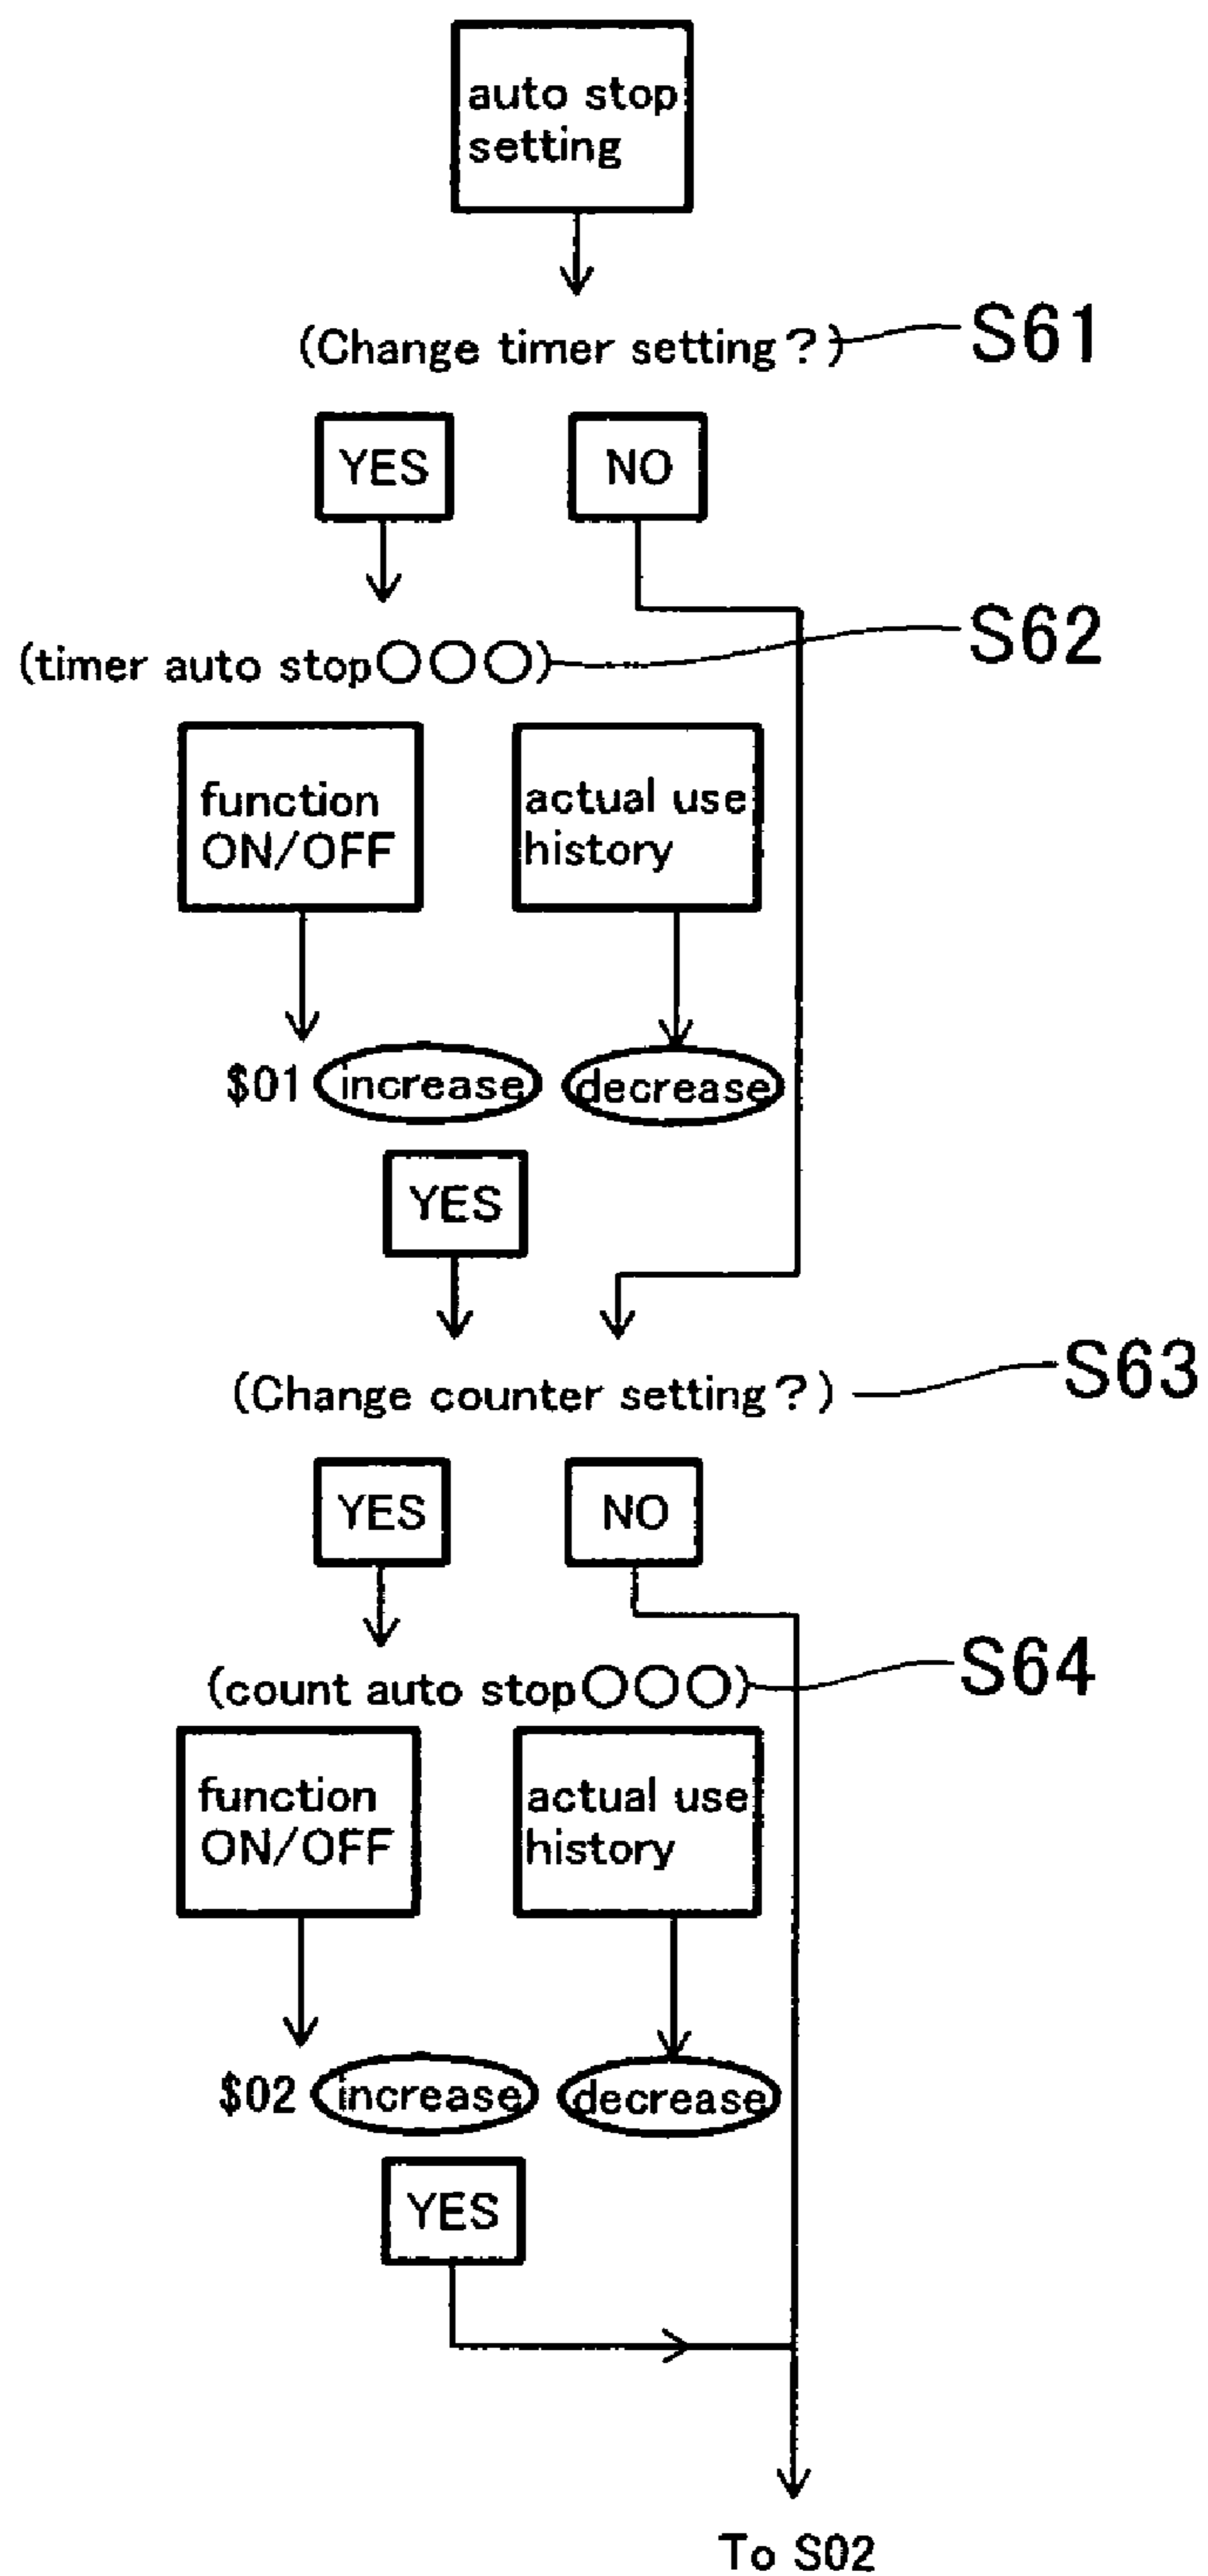 auto stop
setting
(Change timer setting?)
S61
YES
NO
(timer auto stop○○○)
S62
function
ON/OFF
actual use
history
$01
increase
decrease
YES
(Change counter setting?)
S63
YES
NO
(count auto stop○○○)
S64
function
ON/OFF
actual use
history
$02
increase
decrease
YES
To S02